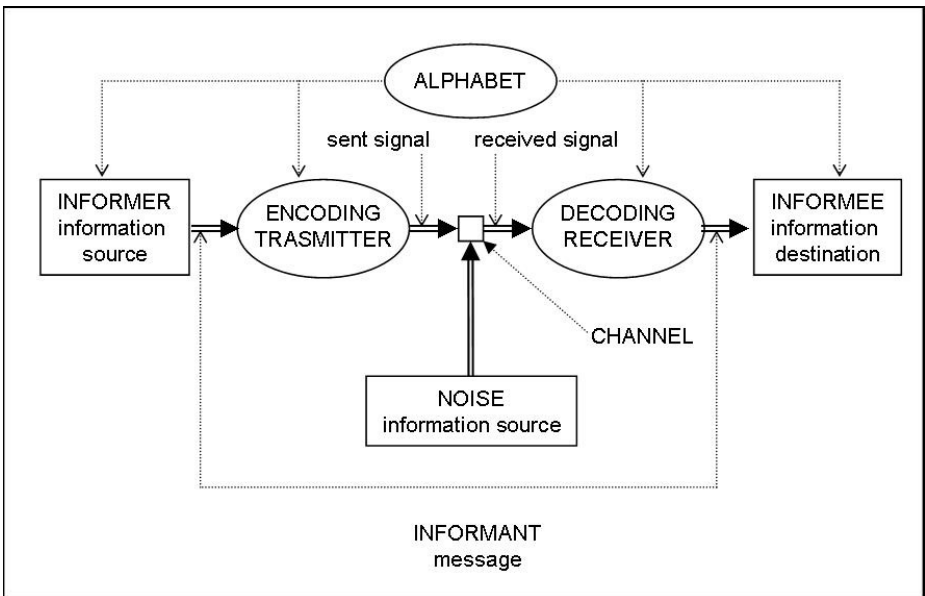 ALPHABET
sent signal
received signal
INFORMER
information
source
ENCODING
TRASMITTER
DECODING
RECEIVER
INFORMEE
information
destination
CHANNEL
NOISE
information source
INFORMANT
message